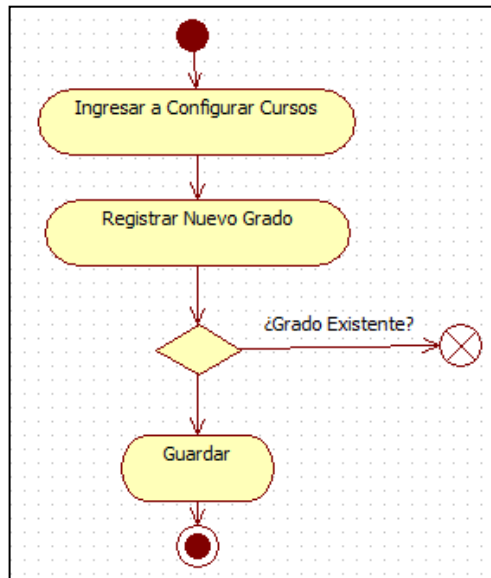 Ingresar a Configurar Cursos
Registrar Nuevo Grado
¿Grado Existente?
Guardar